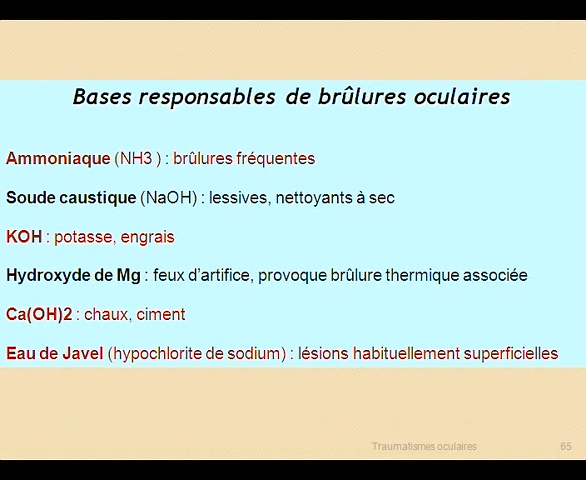 Bases responsables de brûlures oculaires
Ammoniaque (NH3 ) : brûlures fréquentes
Soude caustique (NaOH) : lessives, nettoyants à sec
KOH : potasse, engrais
Hydroxyde de Mg : feux d'artifice, provoque brûlure thermique associée
Ca(OH)2 : chaux, ciment
Eau de Javel (hypochlorite de sodium) : lésions habituellement superficielles
Traumatismes oculaires 65